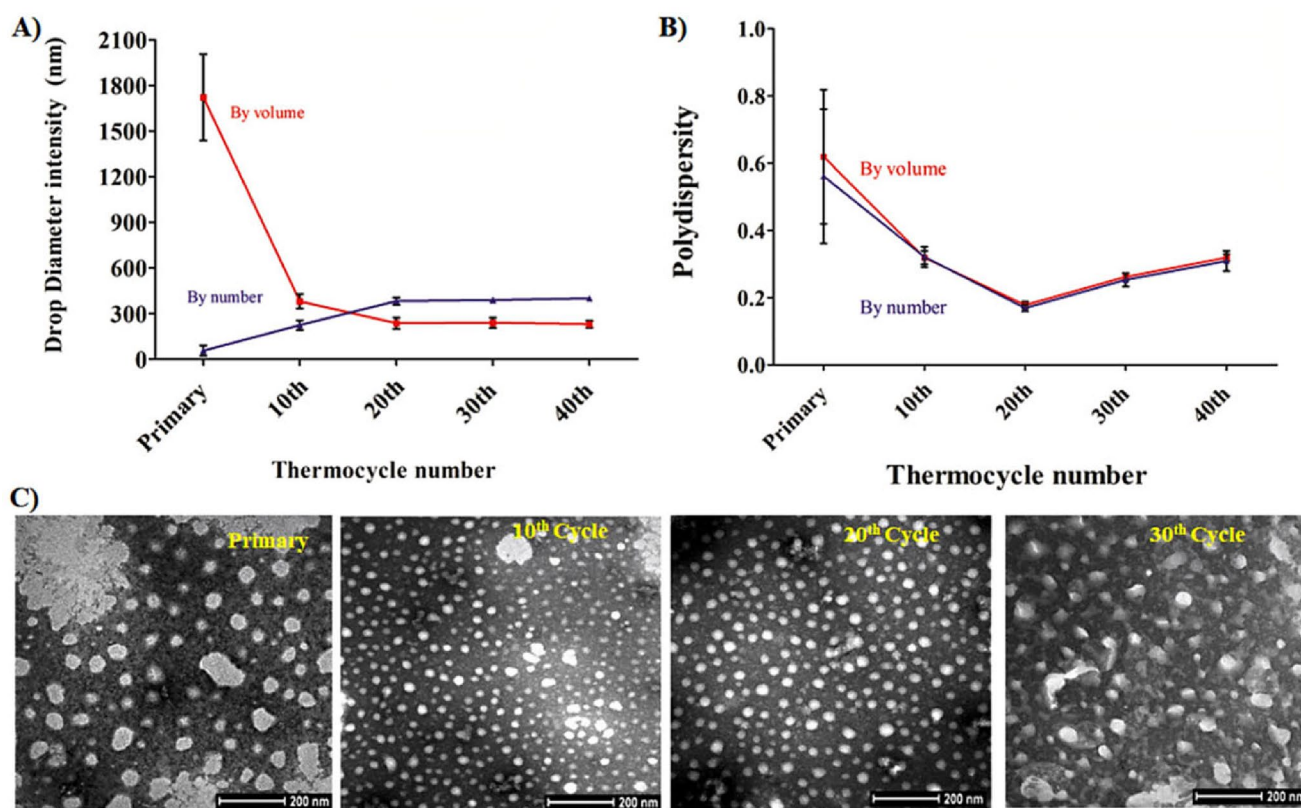 A)
Drop Diameter intensity (nm)
2100
1800
1500
1200
900
600
300
0
By volume
By number
Primary
10th
20th
30th
40th
Thermocycle number
B)
Polydispersity
1.0
0.8
0.6
0.4
0.2
0.0
By volume
By number
Primary
10th
20th
30th
40th
Thermocycle number
C)
Primary
200 nm
10th Cycle
200 nm
20th Cycle
200 nm
30th Cycle
200 nm